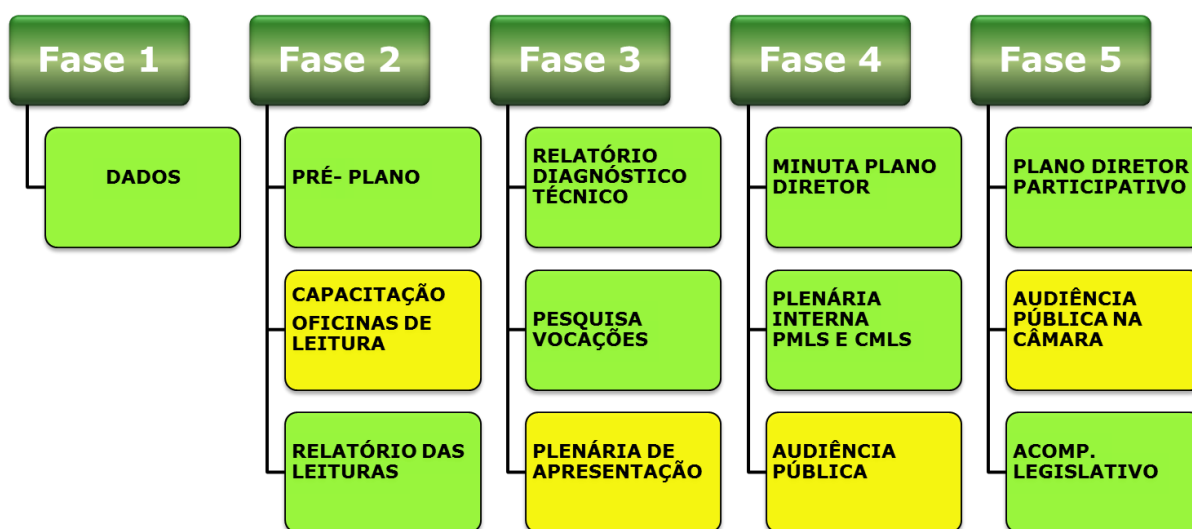 Fase 1
Fase 2
Fase 3
Fase 4
Fase 5
DADOS
PRÉ- PLANO
CAPACITAÇÃO
OFICINAS DE
LEITURA
RELATÓRIO DAS
LEITURAS
RELATÓRIO
DIAGNÓSTICO
TÉCNICO
PESQUISA
VOCAÇÕES
PLENÁRIA DE
APRESENTAÇÃO
MINUTA PLANO
DIRETOR
PLENÁRIA
INTERNA
PMLS E CMLS
AUDIÊNCIA
PÚBLICA
PLANO DIRETOR
PARTICIPATIVO
AUDIÊNCIA
PÚBLICA NA
CÂMARA
ACOMP.
LEGISLATIVO